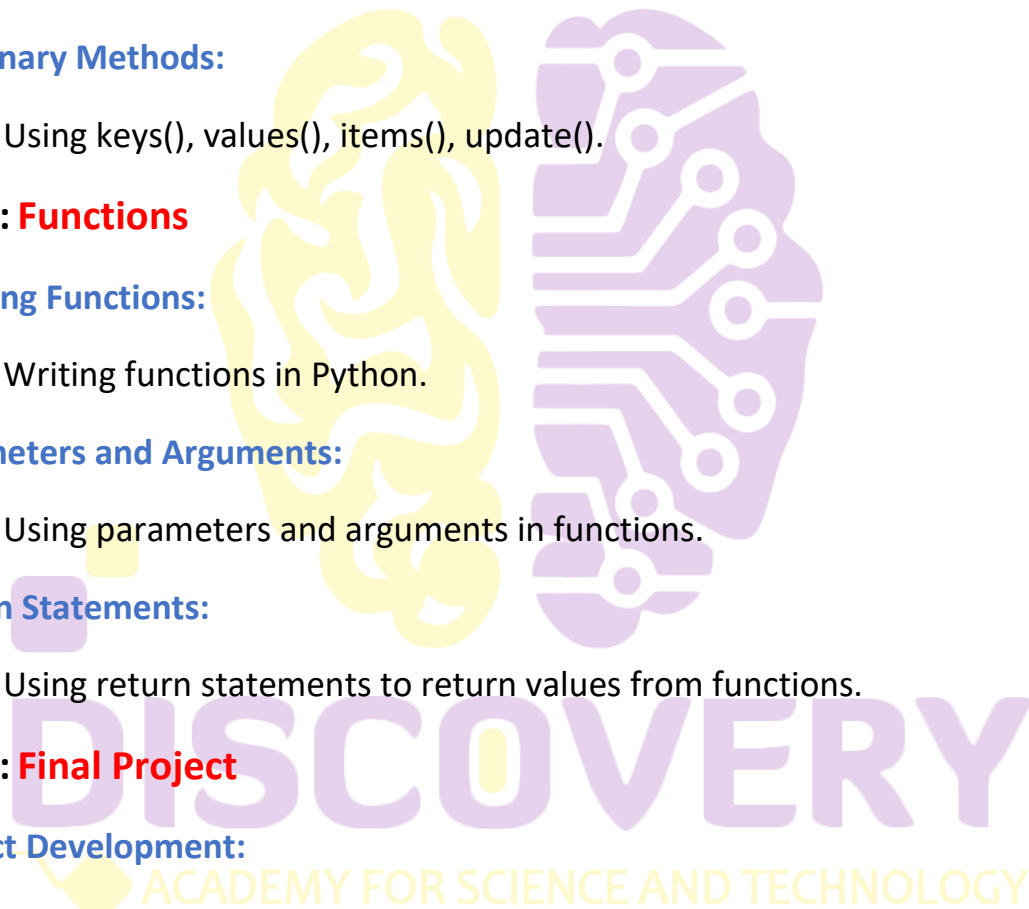 nary Methods:
Using keys(), values(), items(), update().
: Functions
ng Functions:
Writing functions in Python.
neters and Arguments:
Using parameters and arguments in functions.
n Statements:
Using return statements to return values from functions.
DISCOVERY
: Final Project
ct Development:
ACADEMY FOR SCIENCE AND TECHNOLOGY